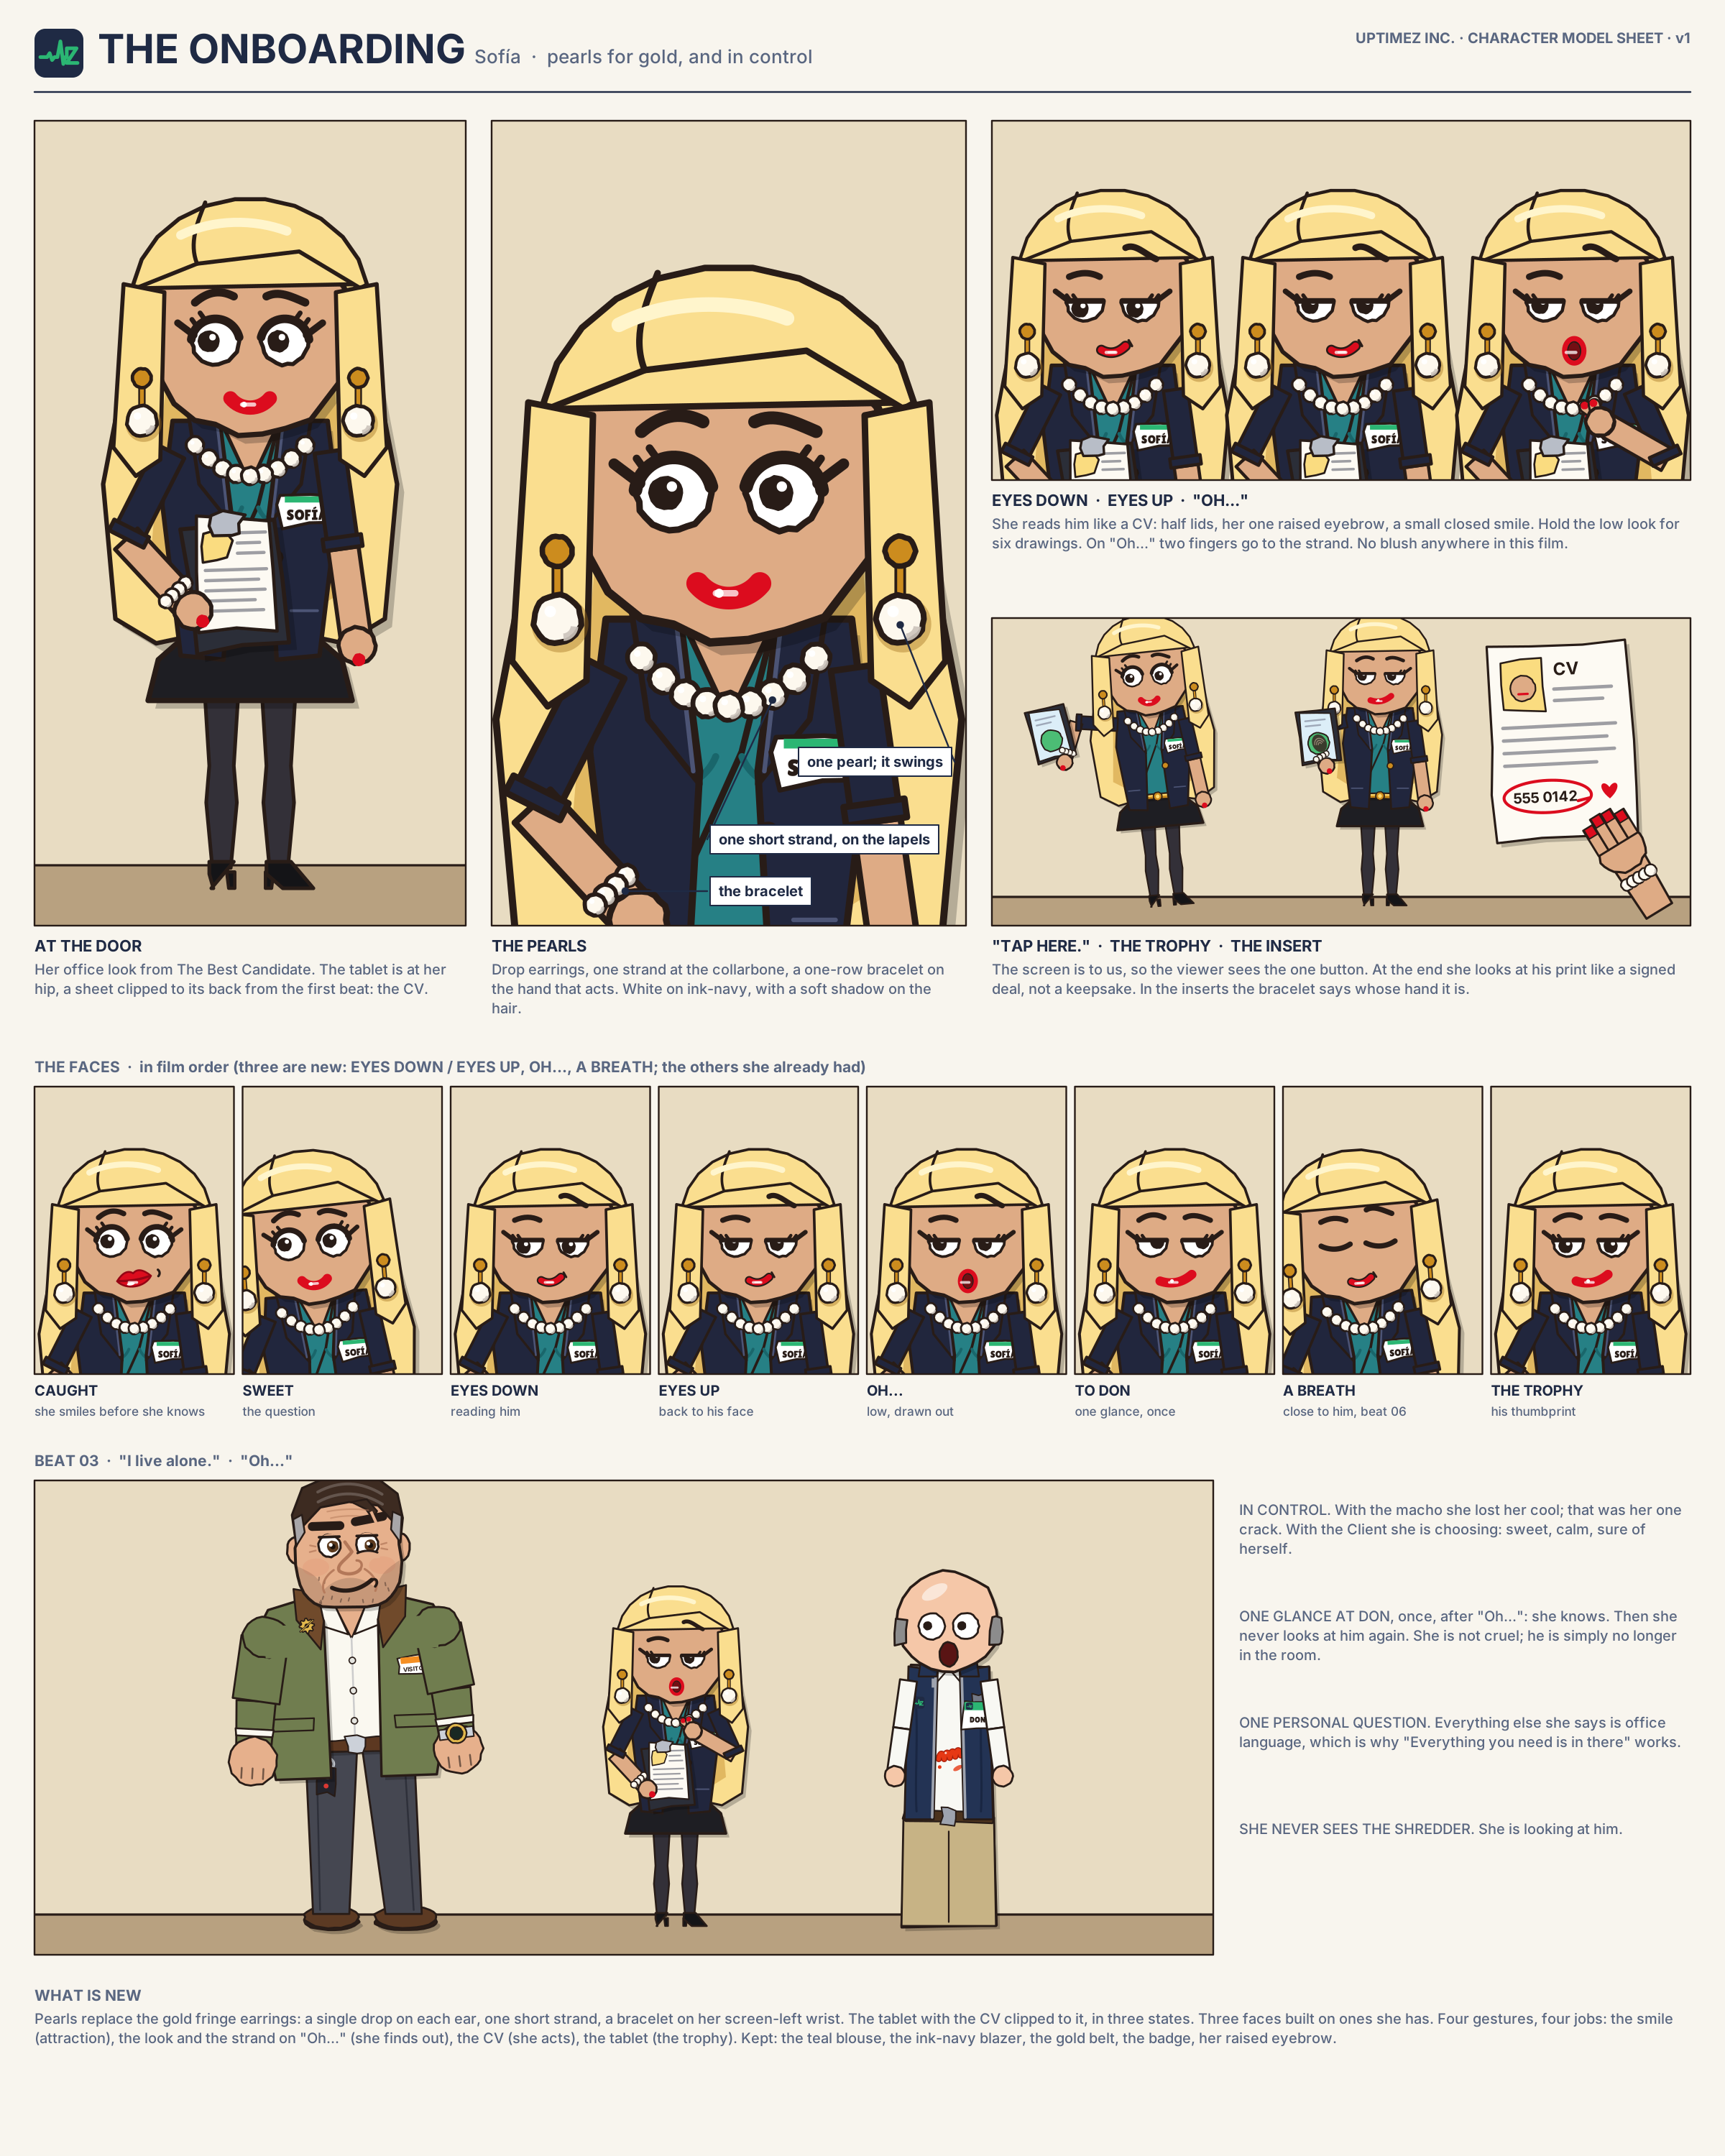 THE ONBOARDING Sofía · pearls for gold, and in control
UPTIMEZ INC. · CHARACTER MODEL SHEET · v1
SOFÍ
AT THE DOOR
Her office look from The Best Candidate. The tablet is at her
hip, a sheet clipped to its back from the first beat: the CV.
one pearl; it swings
one short strand, on the lapels
the bracelet
THE PEARLS
Drop earrings, one strand at the collarbone, a one-row bracelet on
the hand that acts. White on ink-navy, with a soft shadow on the
hair.
SOFÍ
SOFÍ
EYES DOWN · EYES UP · "OH…"
She reads him like a CV: half lids, her one raised eyebrow, a small closed smile. Hold the low look for
six drawings. On "Oh…" two fingers go to the strand. No blush anywhere in this film.
SOFÍ
SOFÍ
CV
555 0142
"TAP HERE." · THE TROPHY · THE INSERT
The screen is to us, so the viewer sees the one button. At the end she looks at his print like a signed
deal, not a keepsake. In the inserts the bracelet says whose hand it is.
THE FACES · in film order (three are new: EYES DOWN / EYES UP, OH…, A BREATH; the others she already had)
SOFÍ
SOFÍ
SOFÍ
SOFÍ
SOFÍ
SOFÍ
SOFÍ
SOFÍ
CAUGHT
she smiles before she knows
SWEET
the question
EYES DOWN
reading him
EYES UP
back to his face
OH…
low, drawn out
TO DON
one glance, once
A BREATH
close to him, beat 06
THE TROPHY
his thumbprint
BEAT 03 · "I live alone." · "Oh…"
VISIT
DON
IN CONTROL. With the macho she lost her cool; that was her one
crack. With the Client she is choosing: sweet, calm, sure of
herself.
ONE GLANCE AT DON, once, after "Oh…": she knows. Then she
never looks at him again. She is not cruel; he is simply no longer
in the room.
ONE PERSONAL QUESTION. Everything else she says is office
language, which is why "Everything you need is in there" works.
SHE NEVER SEES THE SHREDDER. She is looking at him.
WHAT IS NEW
Pearls replace the gold fringe earrings: a single drop on each ear, one short strand, a bracelet on her screen-left wrist. The tablet with the CV clipped to it, in three states. Three faces built on ones she has. Four gestures, four jobs: the smile
(attraction), the look and the strand on "Oh…" (she finds out), the CV (she acts), the tablet (the trophy). Kept: the teal blouse, the ink-navy blazer, the gold belt, the badge, her raised eyebrow.